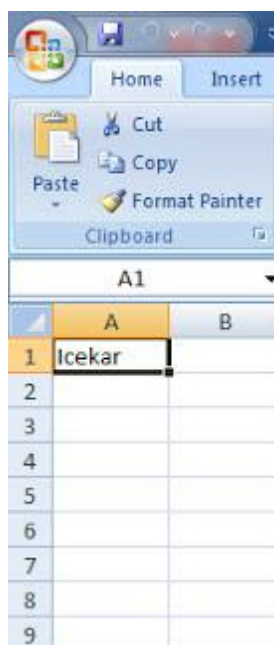 Home Insert
Cut
Copy
Paste
Format Painter
Clipboard
A1
A B
1 Icekar
2
3
4
5
6
7
8
9